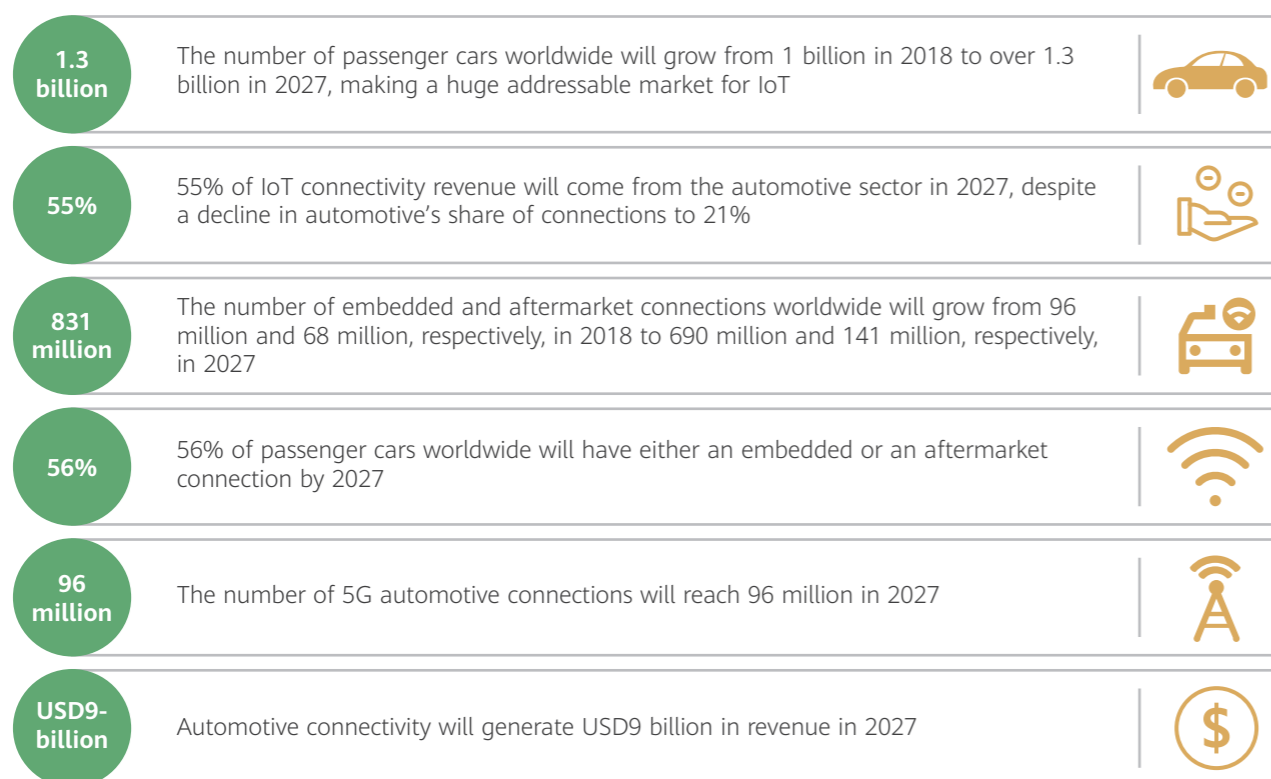 1.3
billion
The number of passenger cars worldwide will grow from 1 billion in 2018 to over 1.3
billion in 2027, making a huge addressable market for IoT
55%
55% of IoT connectivity revenue will come from the automotive sector in 2027, despite
a decline in automotive’s share of connections to 21%
831
million
The number of embedded and aftermarket connections worldwide will grow from 96
million and 68 million, respectively, in 2018 to 690 million and 141 million, respectively,
in 2027
56%
56% of passenger cars worldwide will have either an embedded or an aftermarket
connection by 2027
96
million
The number of 5G automotive connections will reach 96 million in 2027
USD9-
billion
Automotive connectivity will generate USD9 billion in revenue in 2027
$